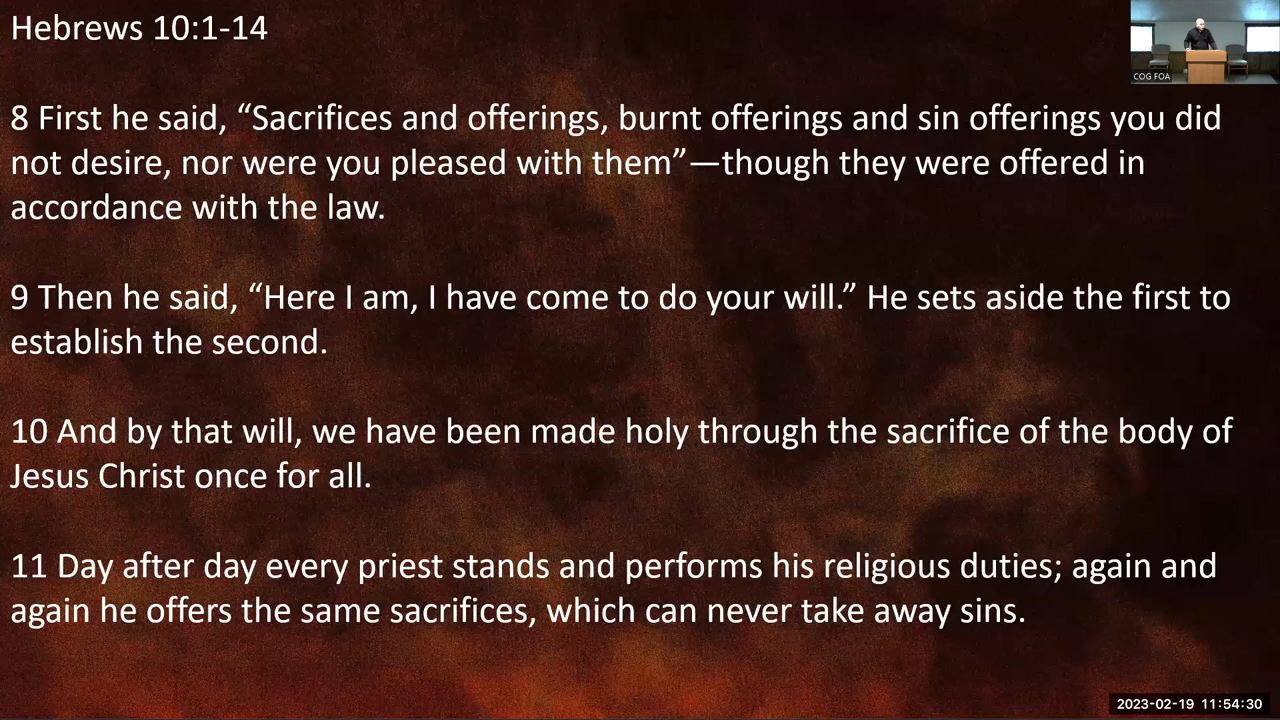 Hebrews 10:1-14
COG FOA
8 First he said, “Sacrifices and offerings, burnt offerings and sin offerings you did
not desire, nor were you pleased with them”—though they were offered in
accordance with the law.
9 Then he said, “Here I am, I have come to do your will.” He sets aside the first to
establish the second.
10 And by that will, we have been made holy through the sacrifice of the body of
Jesus Christ once for all.
11 Day after day every priest stands and performs his religious duties; again and
again he offers the same sacrifices, which can never take away sins.
2023-02-19 11:54:30